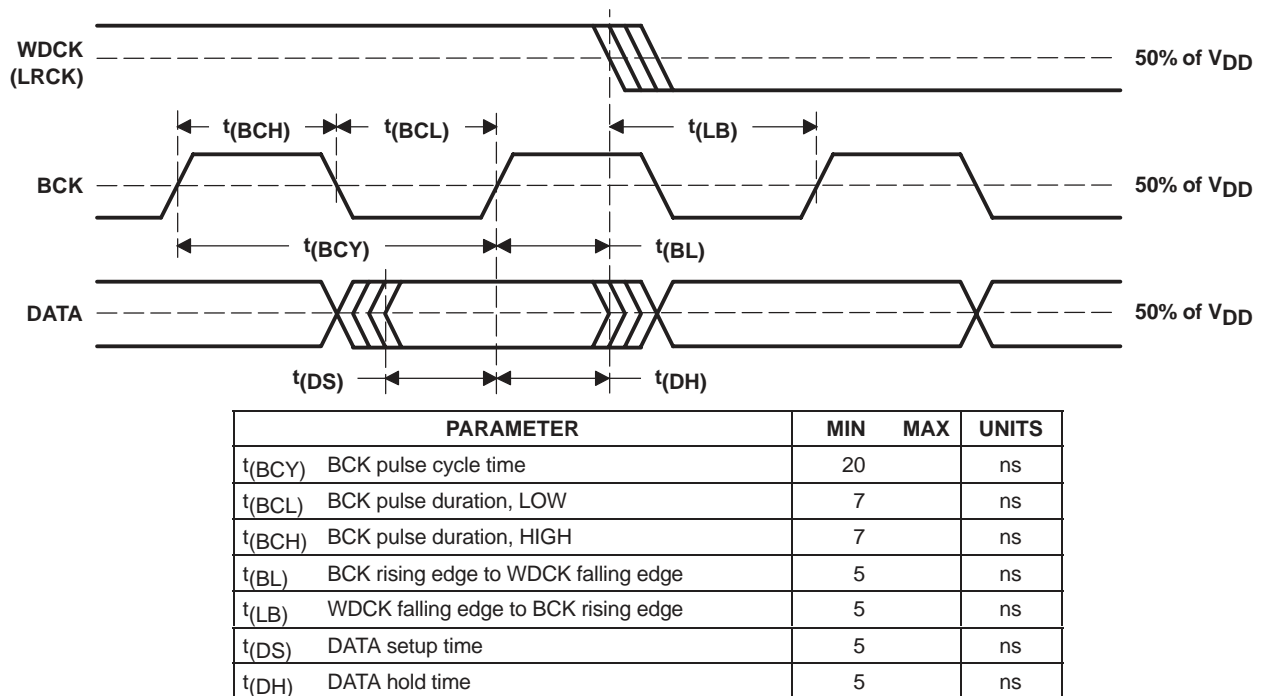 WDCK
(LRCK)
50% of VDD
t(BCH)
t(BCL)
t(LB)
BCK
50% of VDD
t(BCY)
t(BL)
DATA
50% of VDD
t(DS)
t(DH)
PARAMETER MIN MAX UNITS
t(BCY) BCK pulse cycle time 20 ns
t(BCL) BCK pulse duration, LOW 7 ns
t(BCH) BCK pulse duration, HIGH 7 ns
t(BL) BCK rising edge to WDCK falling edge 5 ns
t(LB) WDCK falling edge to BCK rising edge 5 ns
t(DS) DATA setup time 5 ns
t(DH) DATA hold time 5 ns